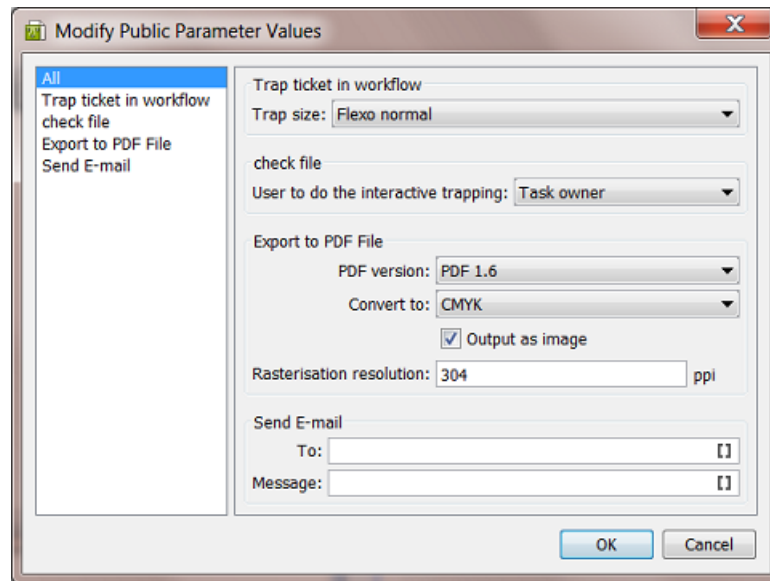 Modify Public Parameter Values
All
Trap ticket in workflow
check file
Export to PDF File
Send E-mail
Trap ticket in workflow
Trap size: Flexo normal
check file
User to do the interactive trapping: Task owner
Export to PDF File
PDF version: PDF 1.6
Convert to: CMYK
Output as image
Rasterisation resolution: 304 ppi
Send E-mail
To: []
Message: []
OK Cancel